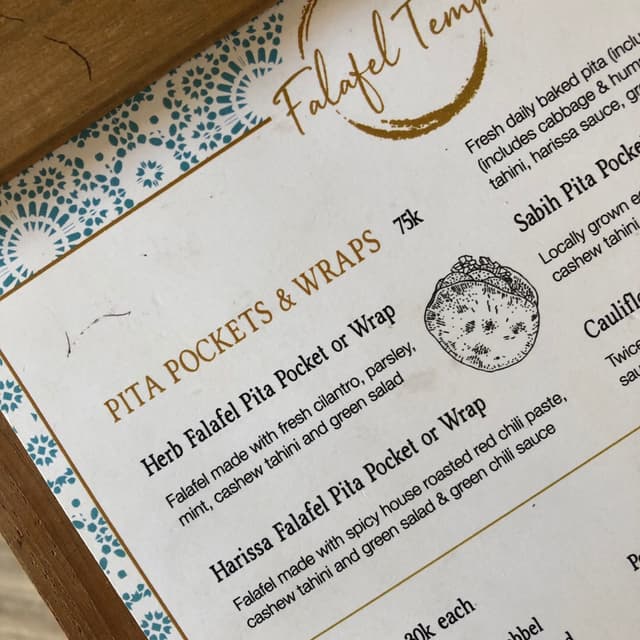 Falafel Temp
PITA POCKETS & WRAPS 75k
Herb Falafel Pita Pocket or Wrap
Falafel made with fresh cilantro, parsley,
mint, cashew tahini and green salad
Harissa Falafel Pita Pocket or Wrap
Falafel made with spicy house roasted red chili paste,
cashew tahini and green salad & green chili sauce
Fresh daily baked pita (inclu
(includes cabbage & hum
tahini, harissa sauce, gr
Sabih Pita Pocke
Locally grown e
cashew tahini
Caulifl
Twice
sau
30k each
bbel